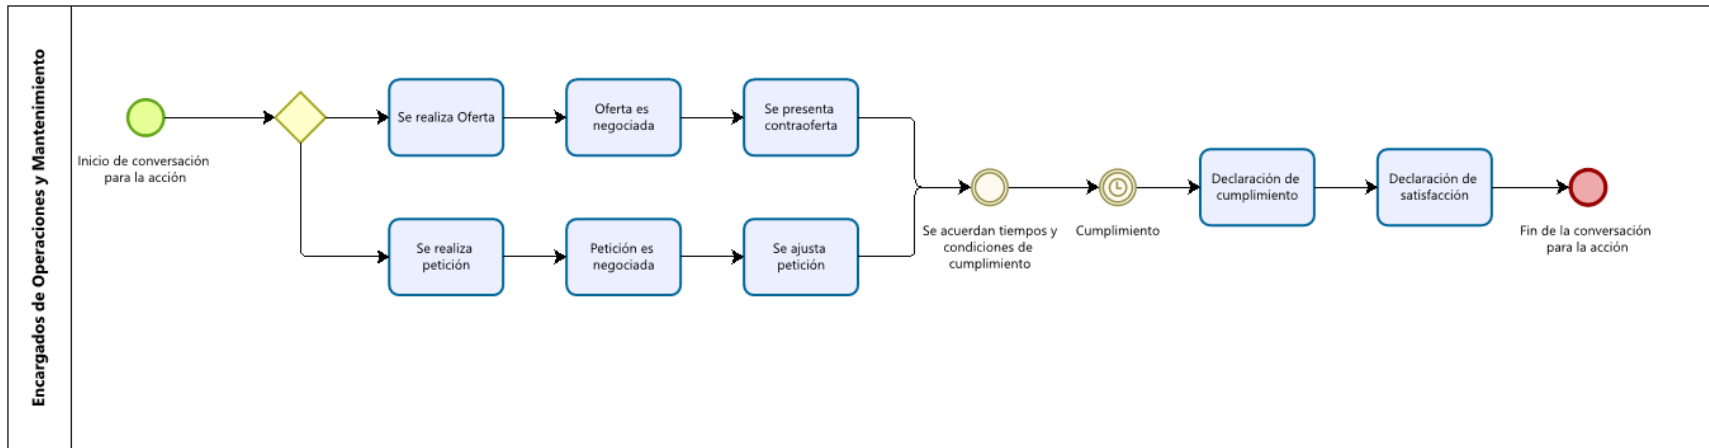 Encargados de Operaciones y Mantenimiento
Inicio de conversación
para la acción
Se realiza Oferta
Oferta es
negociada
Se presenta
contraoferta
Se realiza
petición
Petición es
negociada
Se ajusta
petición
Se acuerdan tiempos y
condiciones de
cumplimiento
Cumplimiento
Declaración de
cumplimiento
Declaración de
satisfacción
Fin de la conversación
para la acción